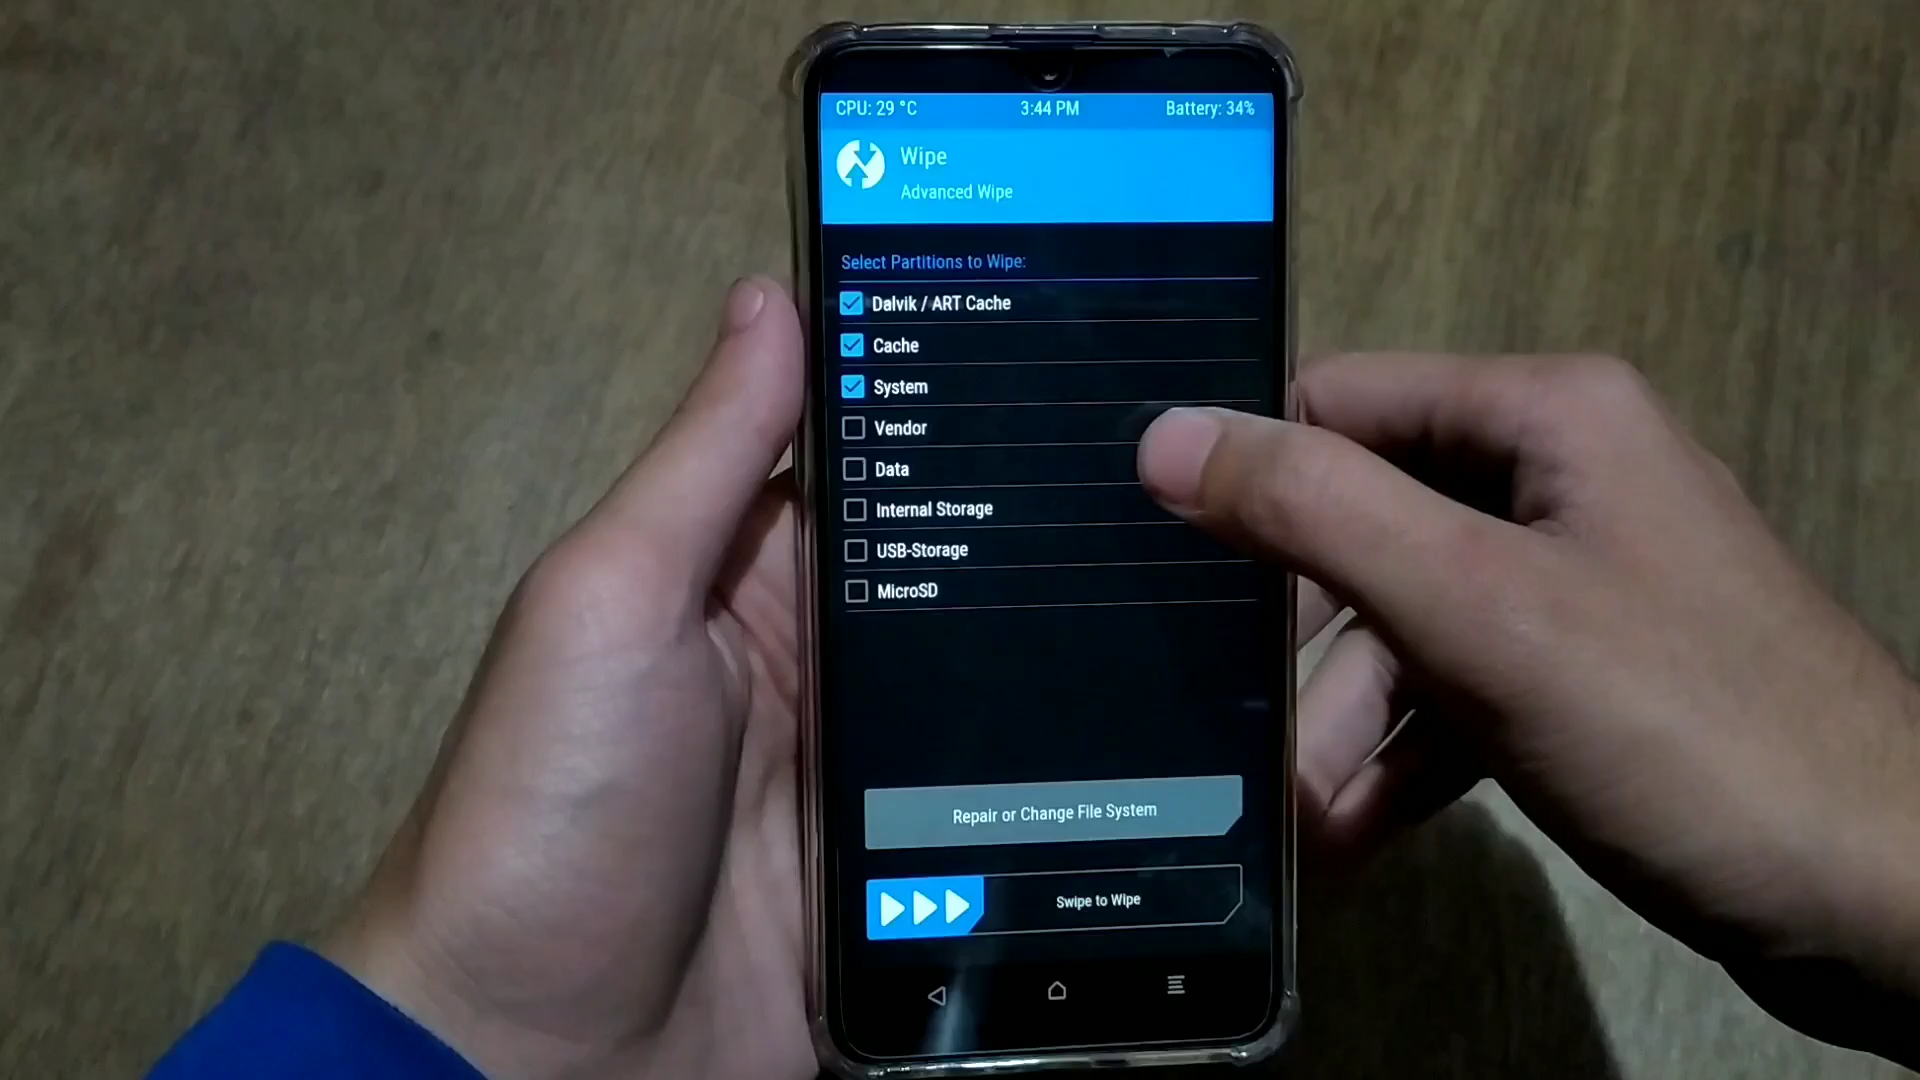 CPU: 29 °C 3:44 PM Battery: 34%
Wipe
Advanced Wipe
Select Partitions to Wipe:
Dalvik / ART Cache
Cache
System
Vendor
Data
Internal Storage
USB-Storage
MicroSD
Repair or Change File System
Swipe to Wipe